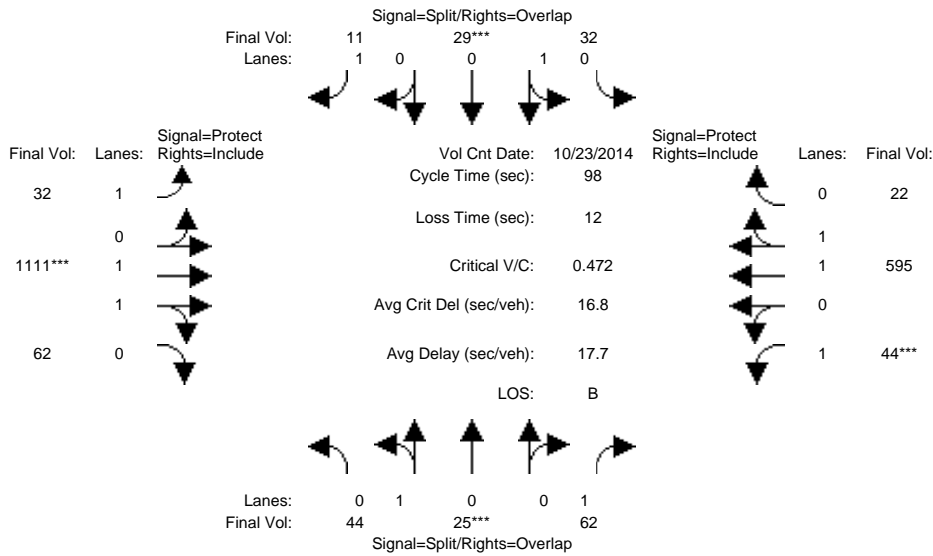 Signal=Split/Rights=Overlap
Final Vol: 11 29*** 32
Lanes: 1 0 0 1 0
Signal=Protect Signal=Protect
Final Vol: Lanes: Rights=Include Vol Cnt Date: 10/23/2014 Rights=Include Lanes: Final Vol:
Cycle Time (sec): 98
32 1 0 22
Loss Time (sec): 12
0 1
1111*** 1 Critical V/C: 0.472 1 595
1 Avg Crit Del (sec/veh): 16.8 0
62 0 Avg Delay (sec/veh): 17.7 1 44***
LOS: B
Lanes: 0 1 0 0 1
Final Vol: 44 25*** 62
Signal=Split/Rights=Overlap